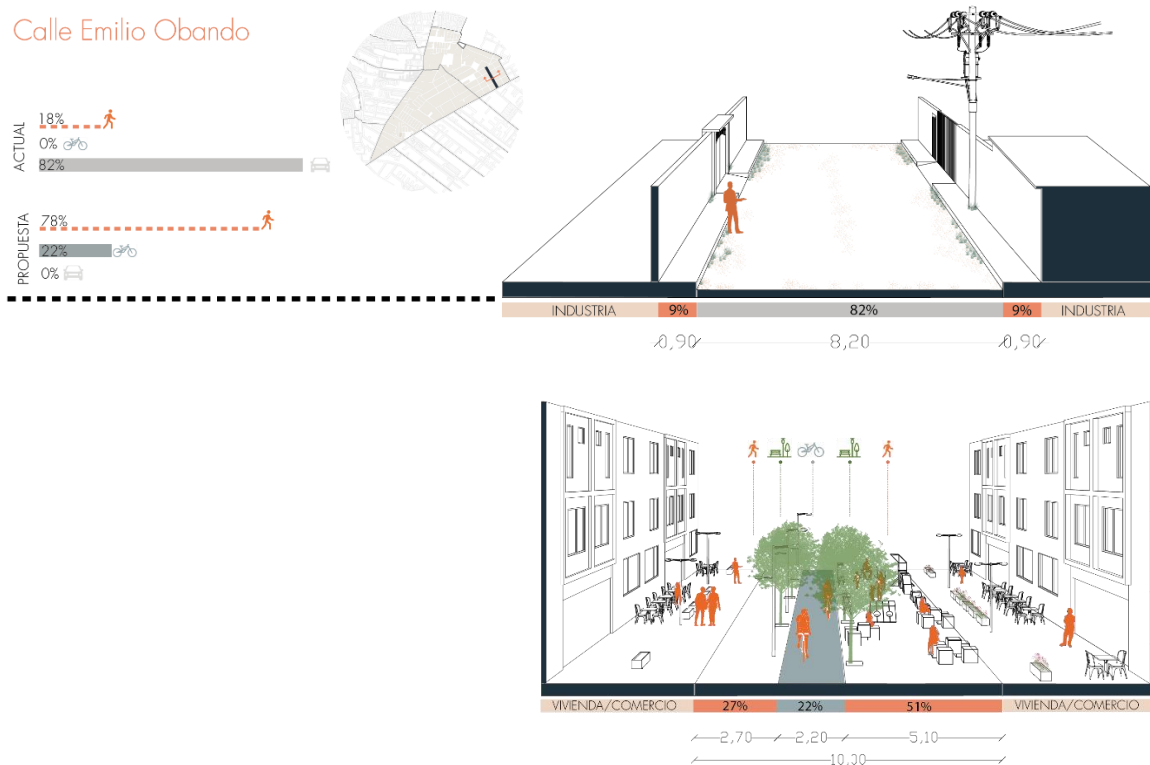 Calle Emilio Obando
ACTUAL
18%
0%
82%
PROPUESTA
78%
22%
0%
INDUSTRIA 9% 82% 9% INDUSTRIA
0,90 8,20 0,90
VIVIENDA/COMERCIO 27% 22% 51% VIVIENDA/COMERCIO
2,70 2,20 5,10
10,00